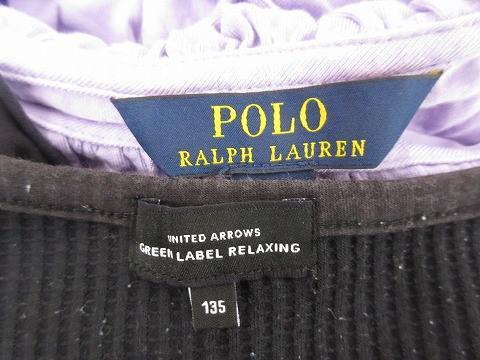 POLO
RALPH LAUREN
UNITED ARROWS
GREEN LABEL RELAXING
135